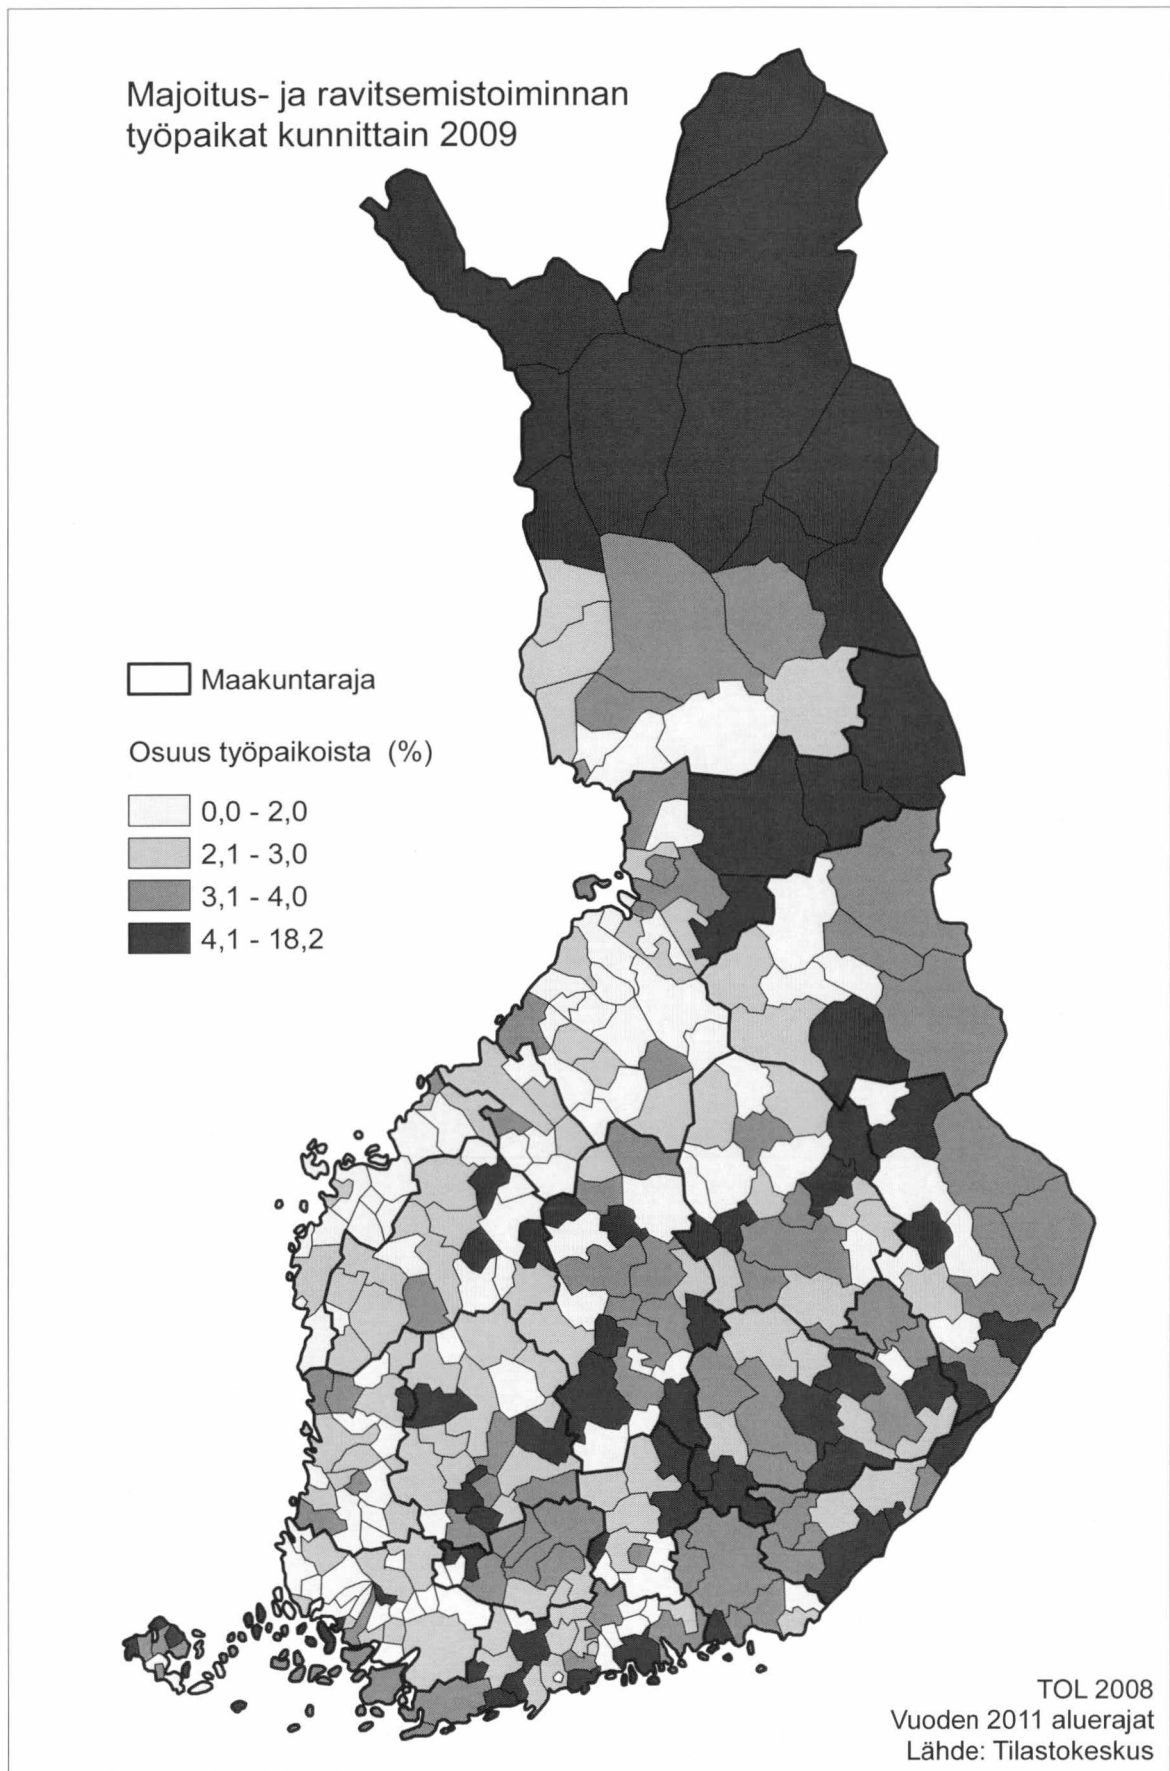 Majoitus- ja ravitsemistoiminnan
työpaikat kunnittain 2009
Maakuntaraja
Osuus työpaikoista (%)
0,0 - 2,0
2,1 - 3,0
3,1 - 4,0
4,1 - 18,2
TOL 2008
Vuoden 2011 aluerajat
Lähde: Tilastokeskus